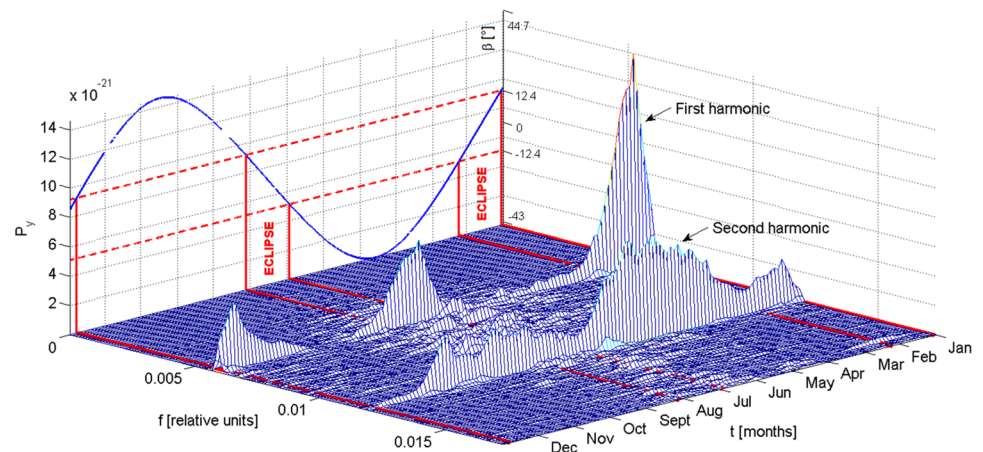 44.7
β [°]
x 10^-21
14
12.4
First harmonic
12
0
10
-12.4
8
ECLIPSE
6
Py
-43
Second harmonic
ECLIPSE
4
2
0
Jan
Feb
Mar
0.005
Apr
May
Jun
Jul
0.01
Aug
f [relative units]
Sept
t [months]
Oct
Nov
0.015
Dec